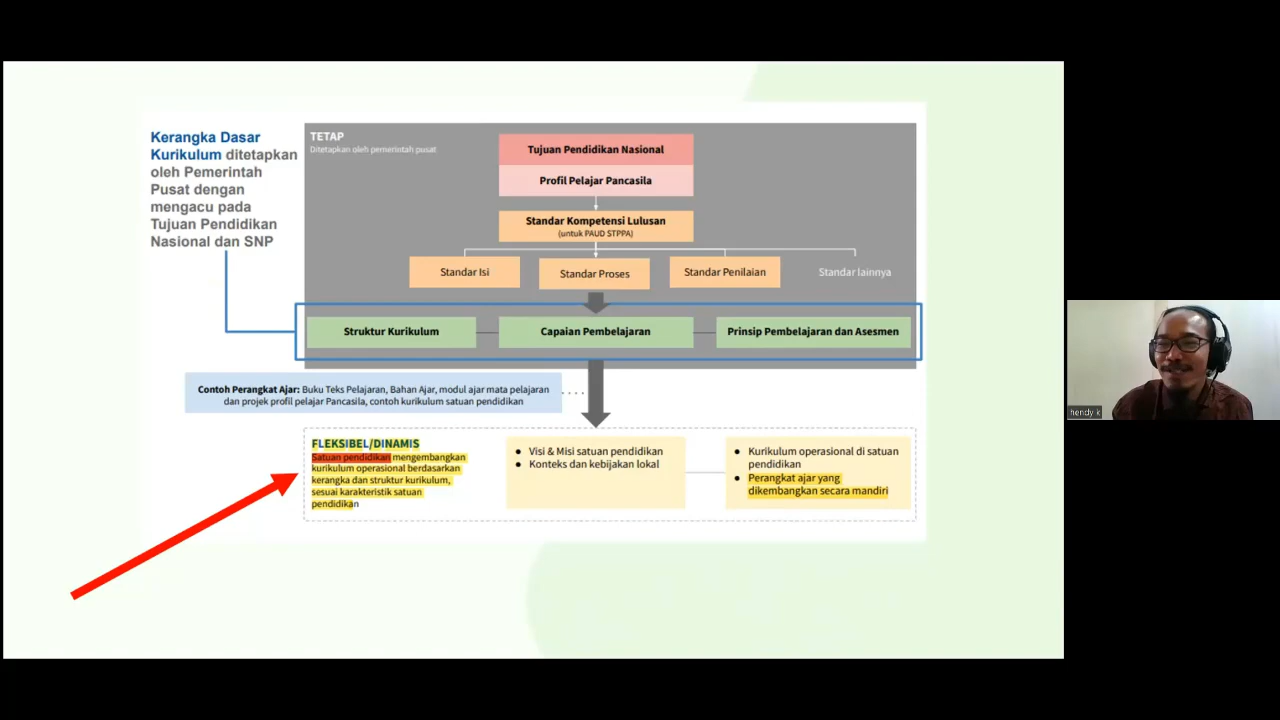 Kerangka Dasar
Kurikulum ditetapkan
oleh Pemerintah
Pusat dengan
mengacu pada
Tujuan Pendidikan
Nasional dan SNP
TETAP
Ditetapkan oleh pemerintah pusat
Tujuan Pendidikan Nasional
Profil Pelajar Pancasila
Standar Kompetensi Lulusan
(untuk PAUD STPPA)
Standar Isi
Standar Proses
Standar Penilaian
Standar lainnya
Struktur Kurikulum
Capaian Pembelajaran
Prinsip Pembelajaran dan Asesmen
Contoh Perangkat Ajar: Buku Teks Pelajaran, Bahan Ajar, modul ajar mata pelajaran
dan projek profil pelajar Pancasila, contoh kurikulum satuan pendidikan
FLEKSIBEL/DINAMIS
Satuan pendidikan mengembangkan
kurikulum operasional berdasarkan
kerangka dan struktur kurikulum,
sesuai karakteristik satuan
pendidikan
● Visi & Misi satuan pendidikan
● Konteks dan kebijakan lokal
● Kurikulum operasional di satuan
pendidikan
● Perangkat ajar yang
dikembangkan secara mandiri
hendy k